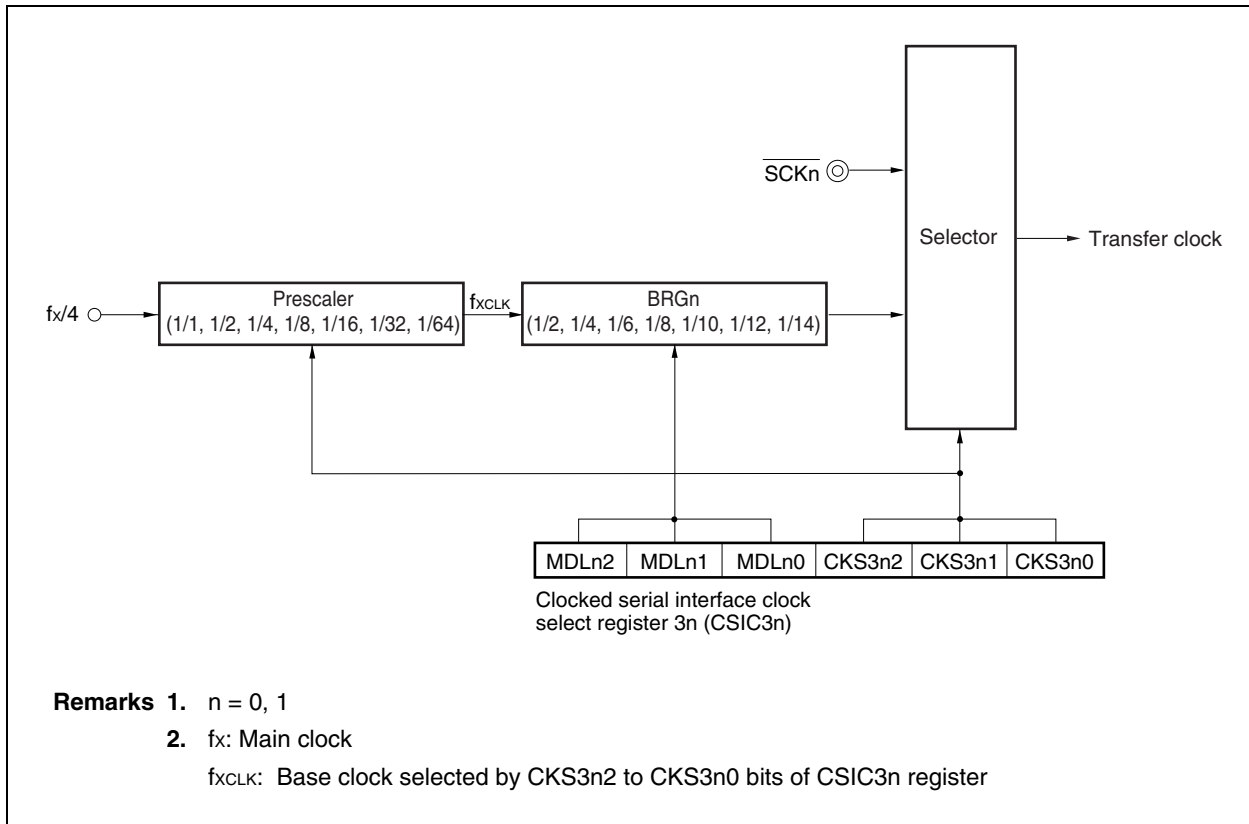 SCKn
Selector
Transfer clock
fX/4
Prescaler
(1/1, 1/2, 1/4, 1/8, 1/16, 1/32, 1/64)
fXCLK
BRGn
(1/2, 1/4, 1/6, 1/8, 1/10, 1/12, 1/14)
MDLn2 MDLn1 MDLn0 CKS3n2 CKS3n1 CKS3n0
Clocked serial interface clock
select register 3n (CSIC3n)
Remarks 1. n = 0, 1
2. fX: Main clock
fXCLK: Base clock selected by CKS3n2 to CKS3n0 bits of CSIC3n register